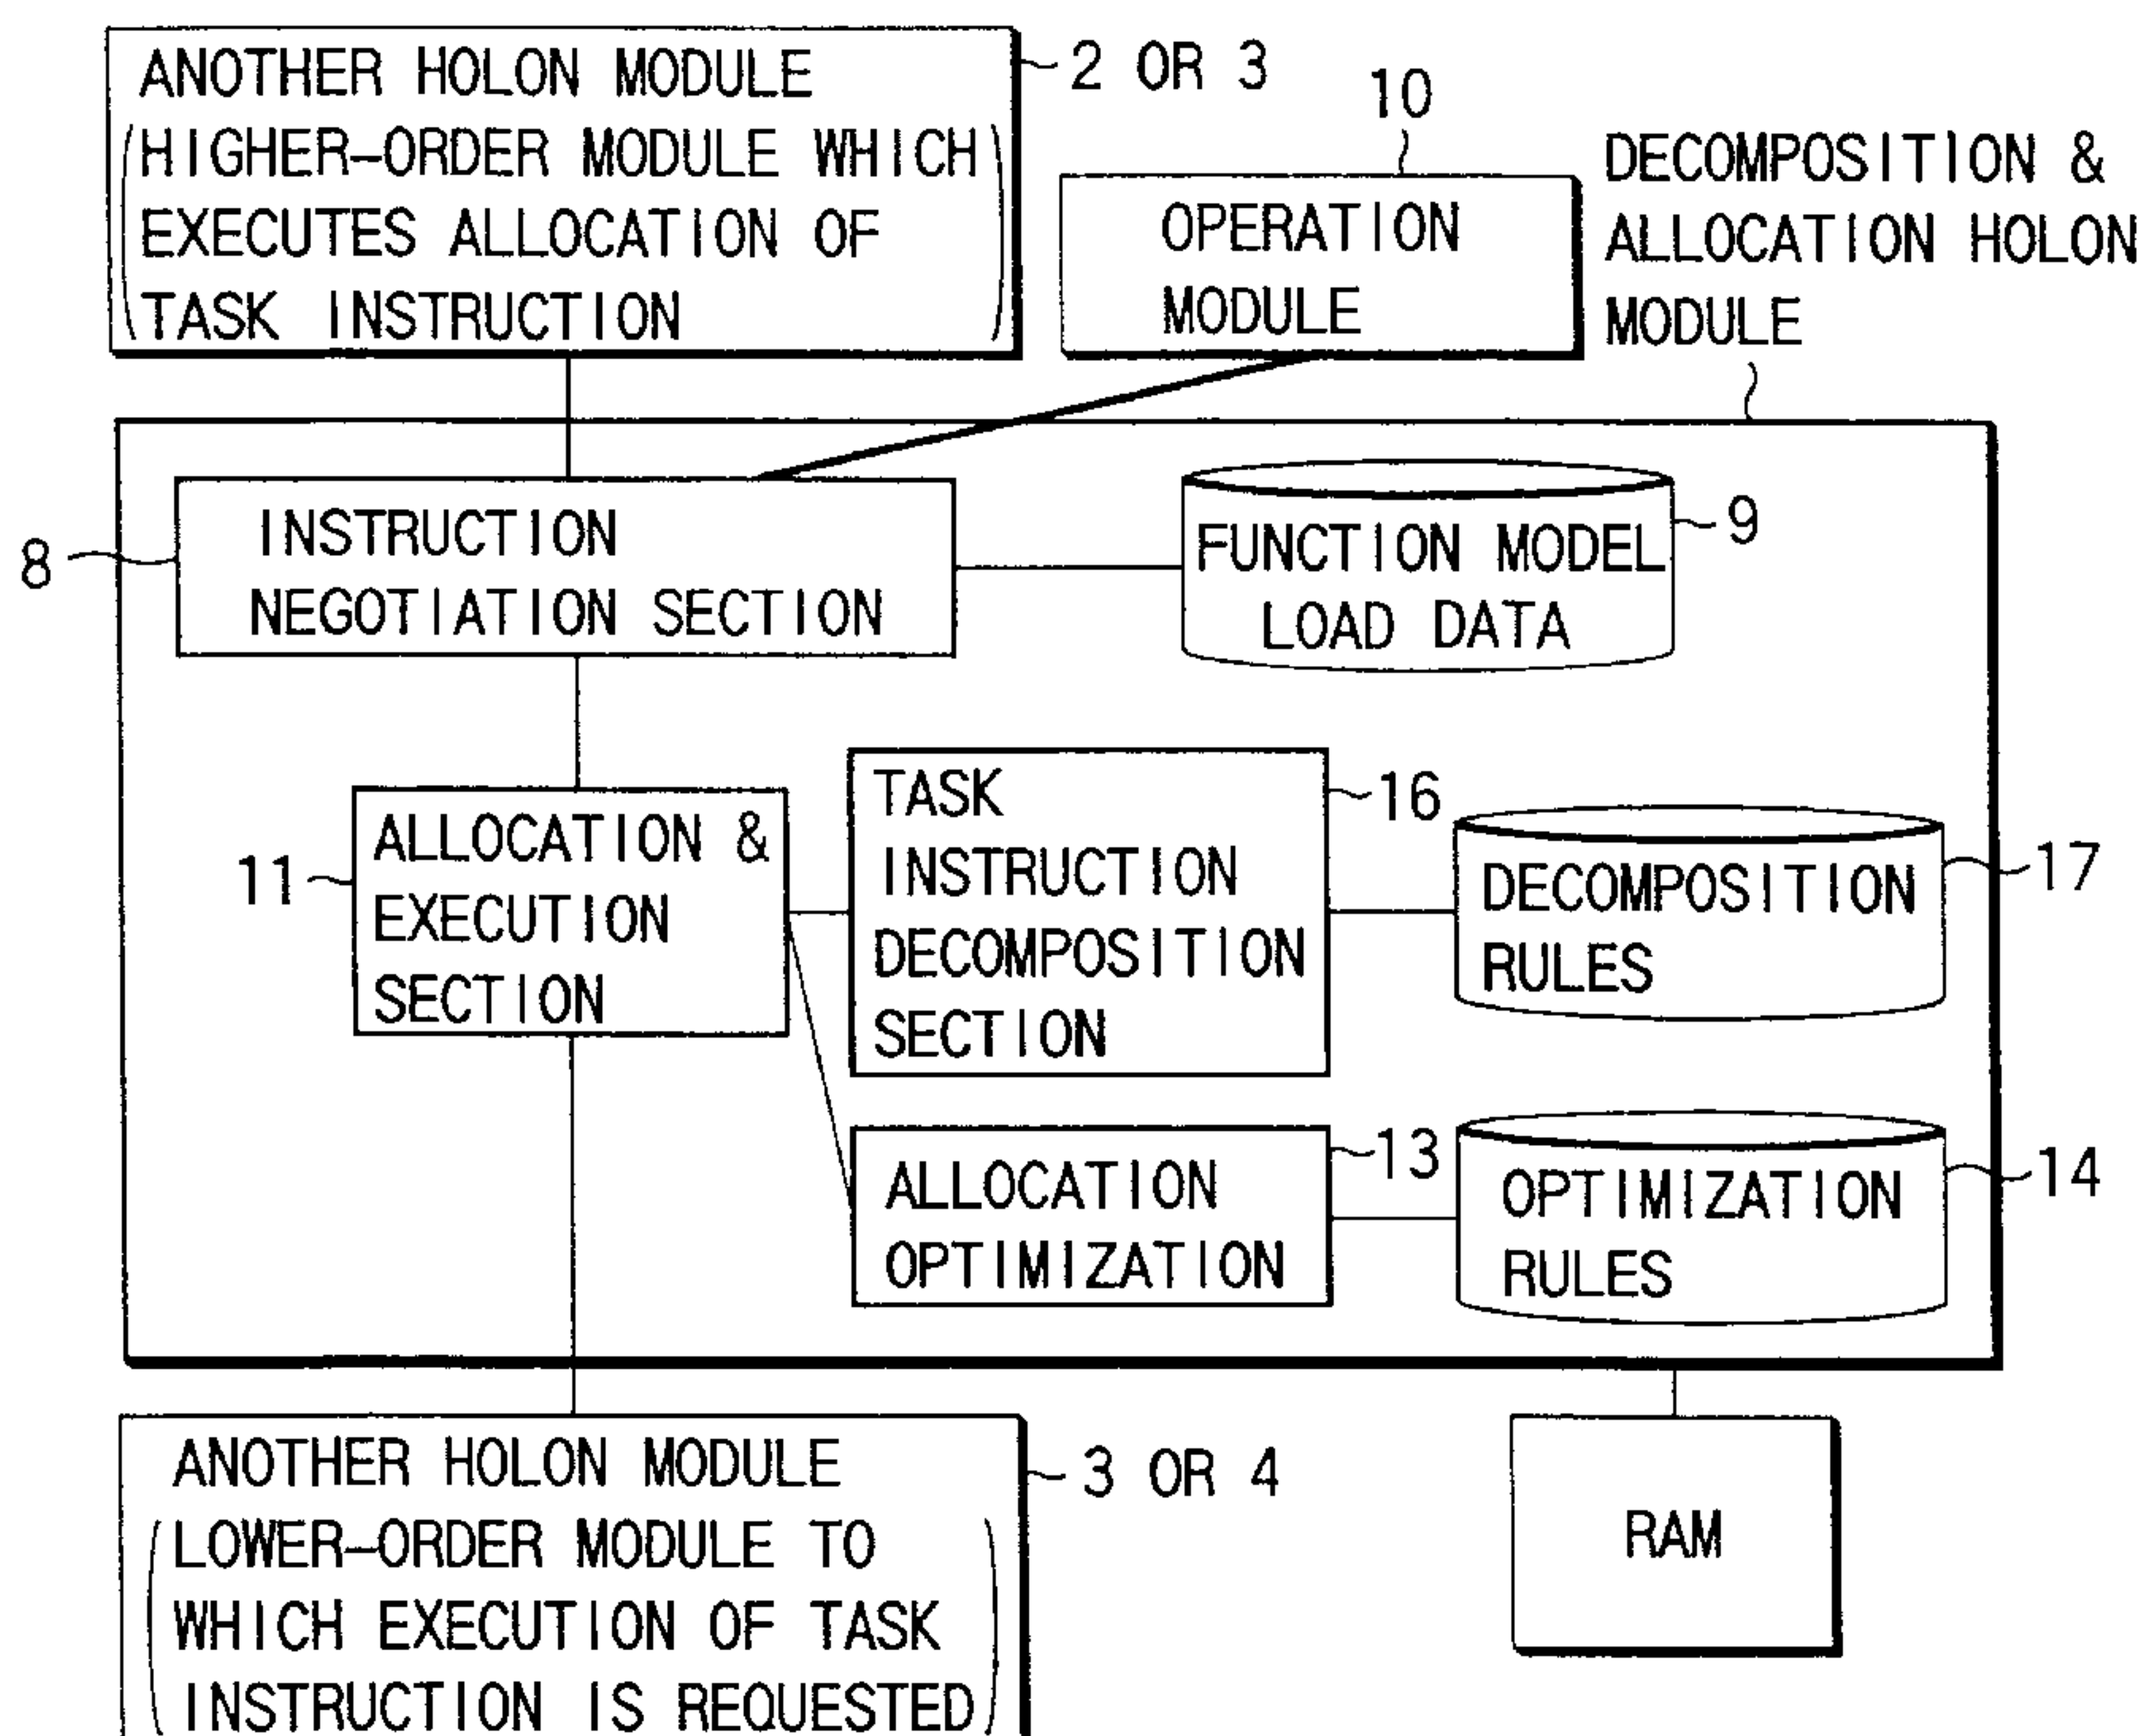 ANOTHER HOLON MODULE
HIGHER-ORDER MODULE WHICH
EXECUTES ALLOCATION OF
TASK INSTRUCTION
2 OR 3
10
OPERATION
MODULE
DECOMPOSITION &
ALLOCATION HOLON
MODULE
8
INSTRUCTION
NEGOTIATION SECTION
FUNCTION MODEL
LOAD DATA
9
11
ALLOCATION &
EXECUTION
SECTION
TASK
INSTRUCTION
DECOMPOSITION
SECTION
16
DECOMPOSITION
RULES
17
ALLOCATION
OPTIMIZATION
13
OPTIMIZATION
RULES
14
ANOTHER HOLON MODULE
LOWER-ORDER MODULE TO
WHICH EXECUTION OF TASK
INSTRUCTION IS REQUESTED
3 OR 4
RAM